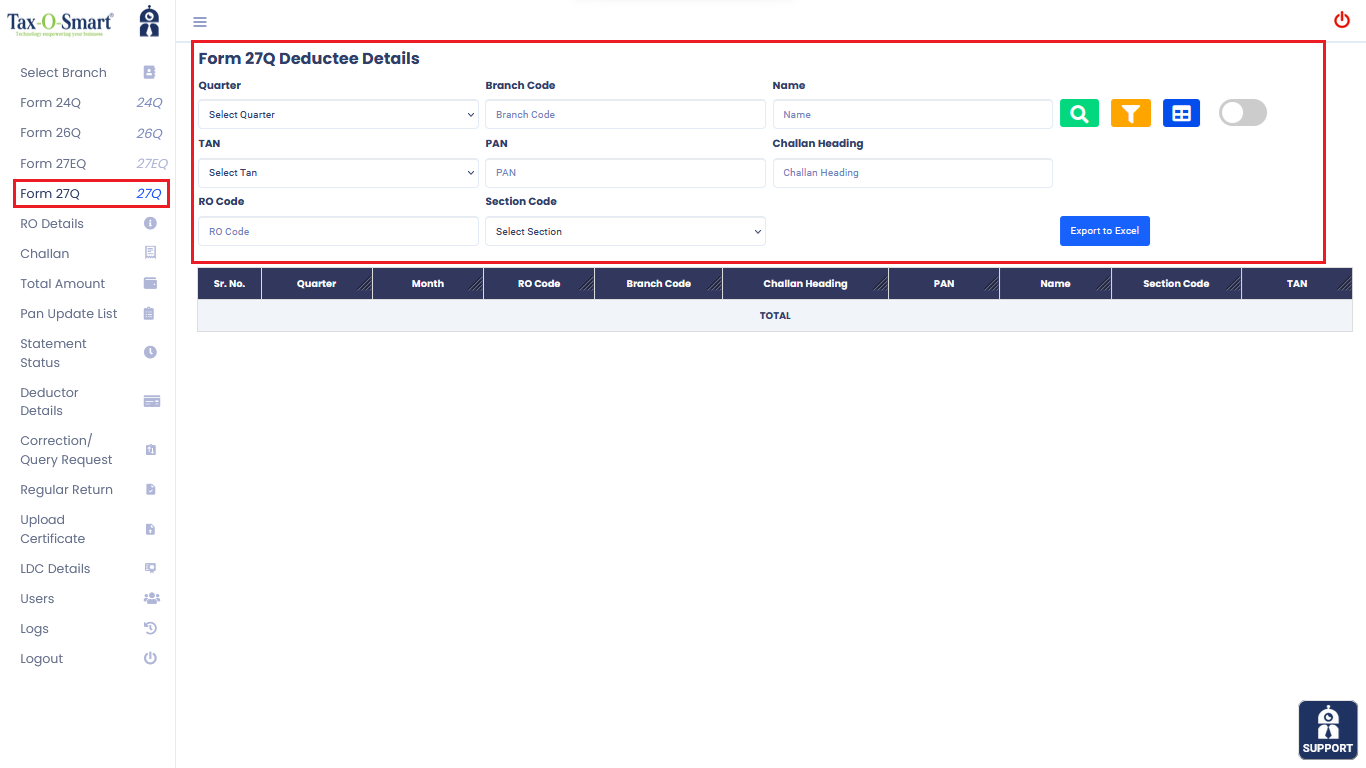 Tax-O-Smart®
Technology empowering your business
Select Branch
Form 24Q 24Q
Form 26Q 26Q
Form 27EQ 27EQ
Form 27Q 27Q
RO Details
Challan
Total Amount
Pan Update List
Statement
Status
Deductor
Details
Correction/
Query Request
Regular Return
Upload
Certificate
LDC Details
Users
Logs
Logout
Form 27Q Deductee Details
Quarter Branch Code Name
Select Quarter Branch Code Name
TAN PAN Challan Heading
Select Tan PAN Challan Heading
RO Code Section Code
RO Code Select Section Export to Excel
Sr. No. Quarter Month RO Code Branch Code Challan Heading PAN Name Section Code TAN
TOTAL
SUPPORT